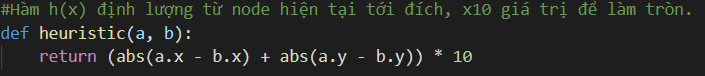 #Hàm h(x) định lượng từ node hiện tại tới đích, x10 giá trị để làm tròn.
def heuristic(a, b):
    return (abs(a.x - b.x) + abs(a.y - b.y)) * 10